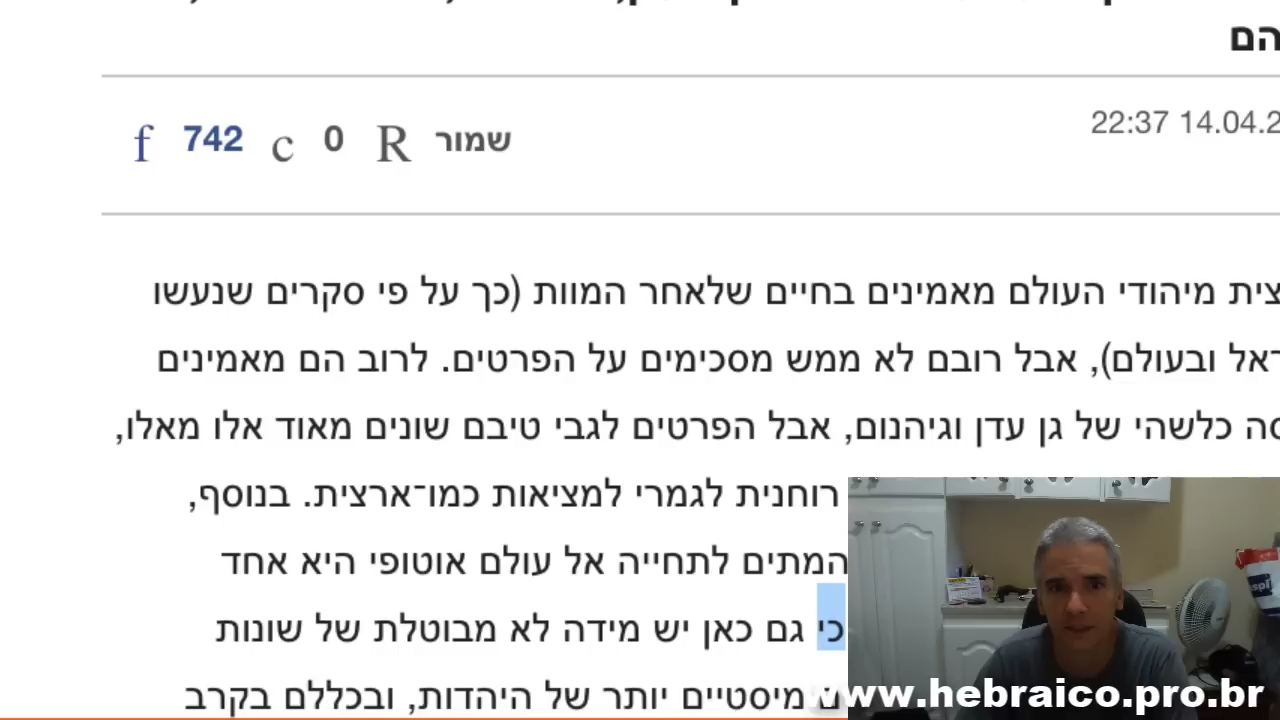 הם
22:37 14.04.2
f 742 c 0 R שמור
צית מיהודי העולם מאמינים בחיים שלאחר המוות (כך על פי סקרים שנעשו
ראל ובעולם), אבל רובם לא ממש מסכימים על הפרטים. לרוב הם מאמינים
סה כלשהי של גן עדן וגיהנום, אבל הפרטים לגבי טיבם שונים מאוד אלו מאלו,
רוחנית לגמרי למציאות כמו־ארצית. בנוסף,
המתים לתחייה אל עולם אוטופי היא אחד
כי גם כאן יש מידה לא מבוטלת של שונות
מיסטיים יותר של היהדות, ובכללם בקרב
www.hebraico.pro.br